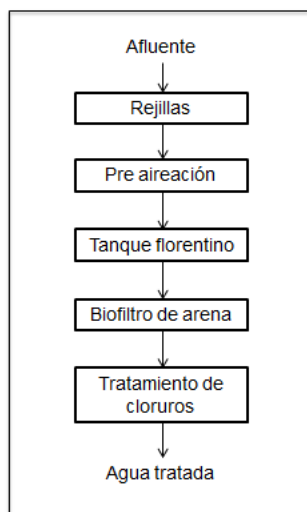 Afluente
Rejillas
Pre aireación
Tanque florentino
Biofiltro de arena
Tratamiento de
cloruros
Agua tratada